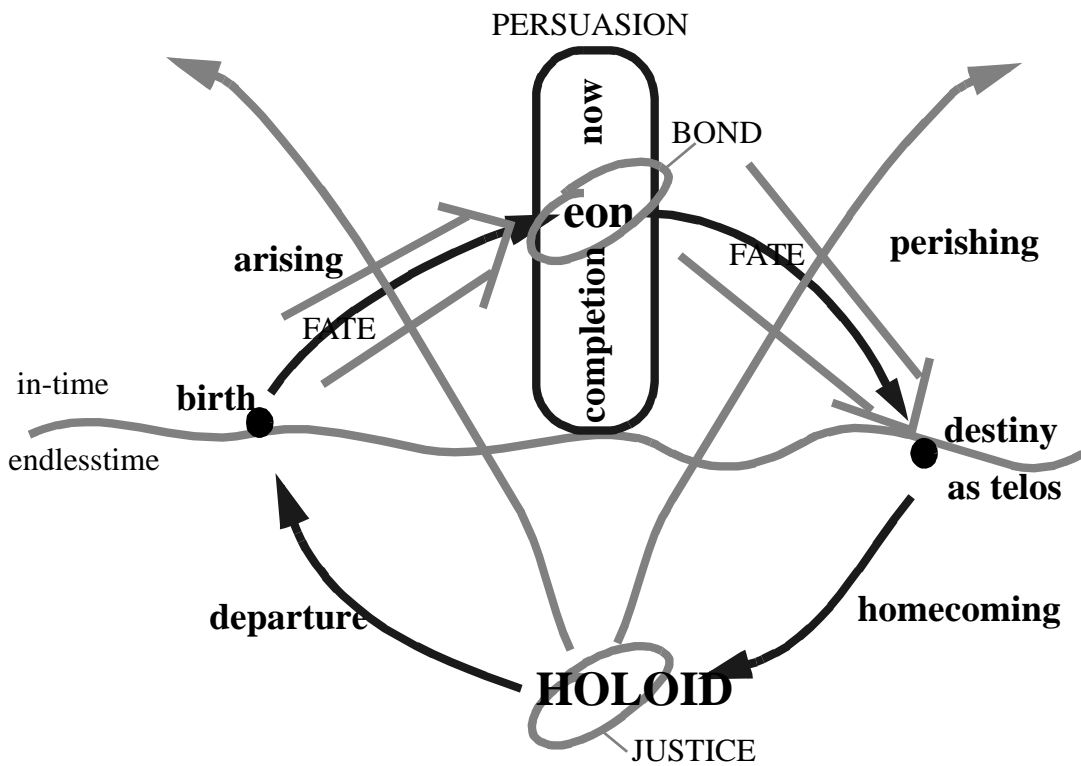 PERSUASION
now
BOND
eon
arising
FATE
perishing
FATE
completion
in-time
birth
endlesstime
destiny
as telos
departure
homecoming
HOLOID
JUSTICE